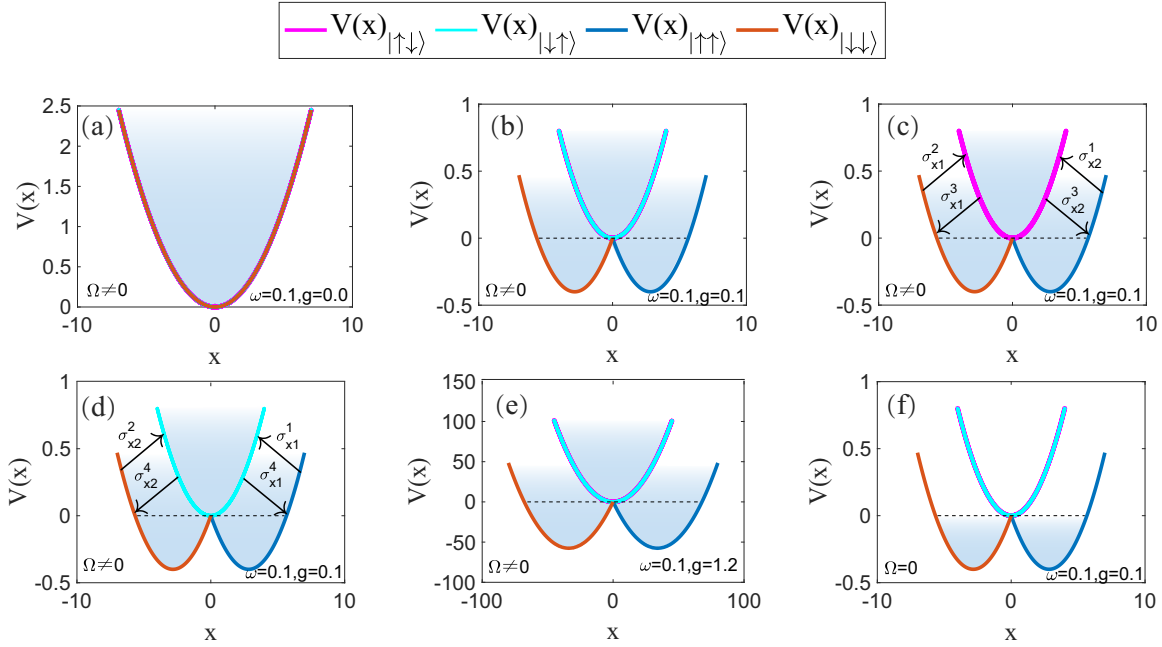 V(x)|↑↓⟩ V(x)|↓↑⟩ V(x)|↑↑⟩ V(x)|↓↓⟩
(a)
V(x)
2.5
2
1.5
1
0.5
0
Ω≠0
ω=0.1,g=0.0
-10 0 10
x
(b)
V(x)
1
0.5
0
-0.5
Ω≠0
ω=0.1,g=0.1
-10 0 10
x
(c)
V(x)
1
0.5
0
-0.5
σ²x1
σ¹x2
σ³x1
σ³x2
Ω≠0
ω=0.1,g=0.1
-10 0 10
x
(d)
V(x)
1
0.5
0
-0.5
σ²x2
σ¹x1
σ⁴x2
σ⁴x1
Ω≠0
ω=0.1,g=0.1
-10 0 10
x
(e)
V(x)
150
100
50
0
-50
-100
Ω≠0
ω=0.1,g=1.2
-100 0 100
x
(f)
V(x)
1
0.5
0
-0.5
Ω=0
ω=0.1,g=0.1
-10 0 10
x